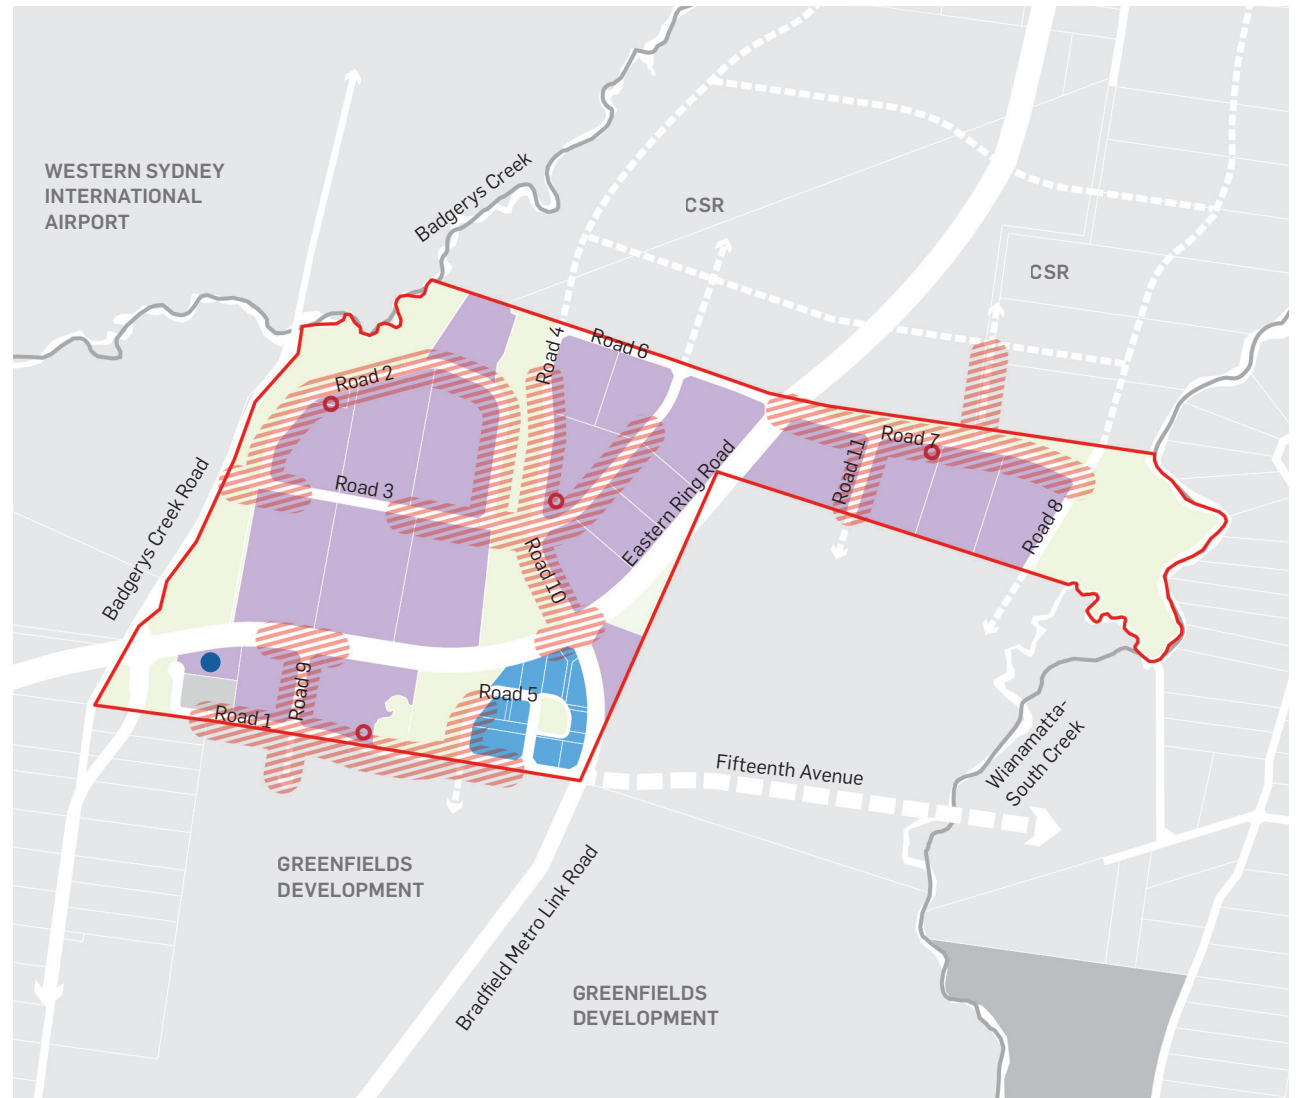 WESTERN SYDNEY
INTERNATIONAL
AIRPORT
Badgerys Creek
CSR
CSR
Road 4
Road 6
Road 2
Road 7
Road 11
Road 3
Eastern Ring Road
Road 8
Badgerys Creek Road
Road 10
Road 9
Road 5
Road 1
Fifteenth Avenue
Wianamatta-
South Creek
GREENFIELDS
DEVELOPMENT
Bradfield Metro Link Road
GREENFIELDS
DEVELOPMENT